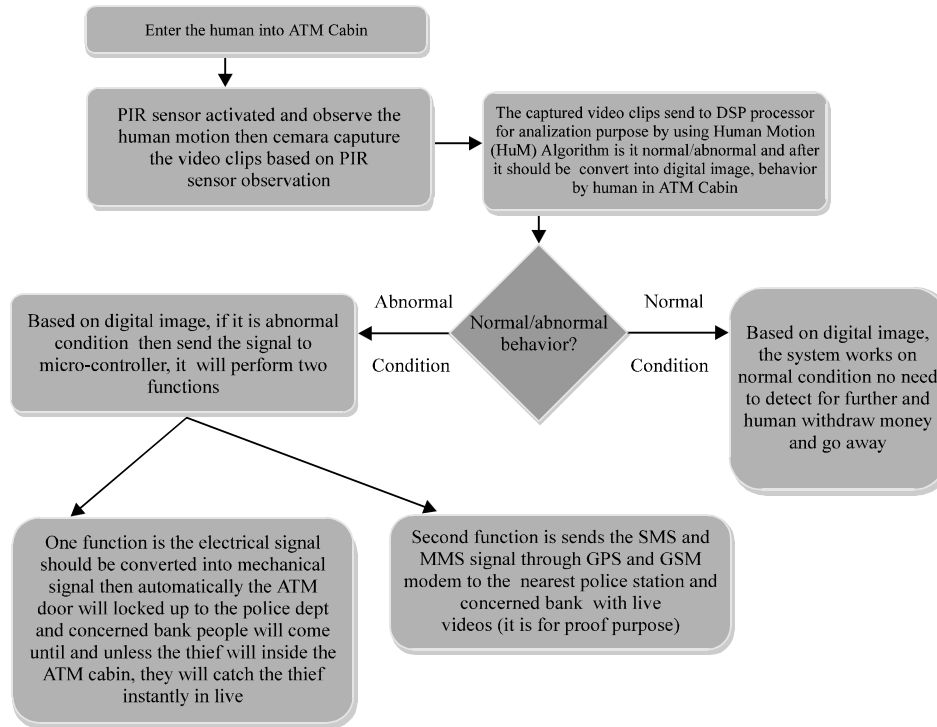 Enter the human into ATM Cabin
PIR sensor activated and observe the
human motion then cemara caputure
the video clips based on PIR
sensor observation
The captured video clips send to DSP processor
for analization purpose by using Human Motion
(HuM) Algorithm is it normal/abnormal and after
it should be convert into digital image, behavior
by human in ATM Cabin
Normal/abnormal
behavior?
Abnormal
Condition
Normal
Condition
Based on digital image, if it is abnormal
condition then send the signal to
micro-controller, it will perform two
functions
Based on digital image,
the system works on
normal condition no need
to detect for further and
human withdraw money
and go away
One function is the electrical signal
should be converted into mechanical
signal then automatically the ATM
door will locked up to the police dept
and concerned bank people will come
until and unless the thief will inside the
ATM cabin, they will catch the thief
instantly in live
Second function is sends the SMS and
MMS signal through GPS and GSM
modem to the nearest police station and
concerned bank with live
videos (it is for proof purpose)